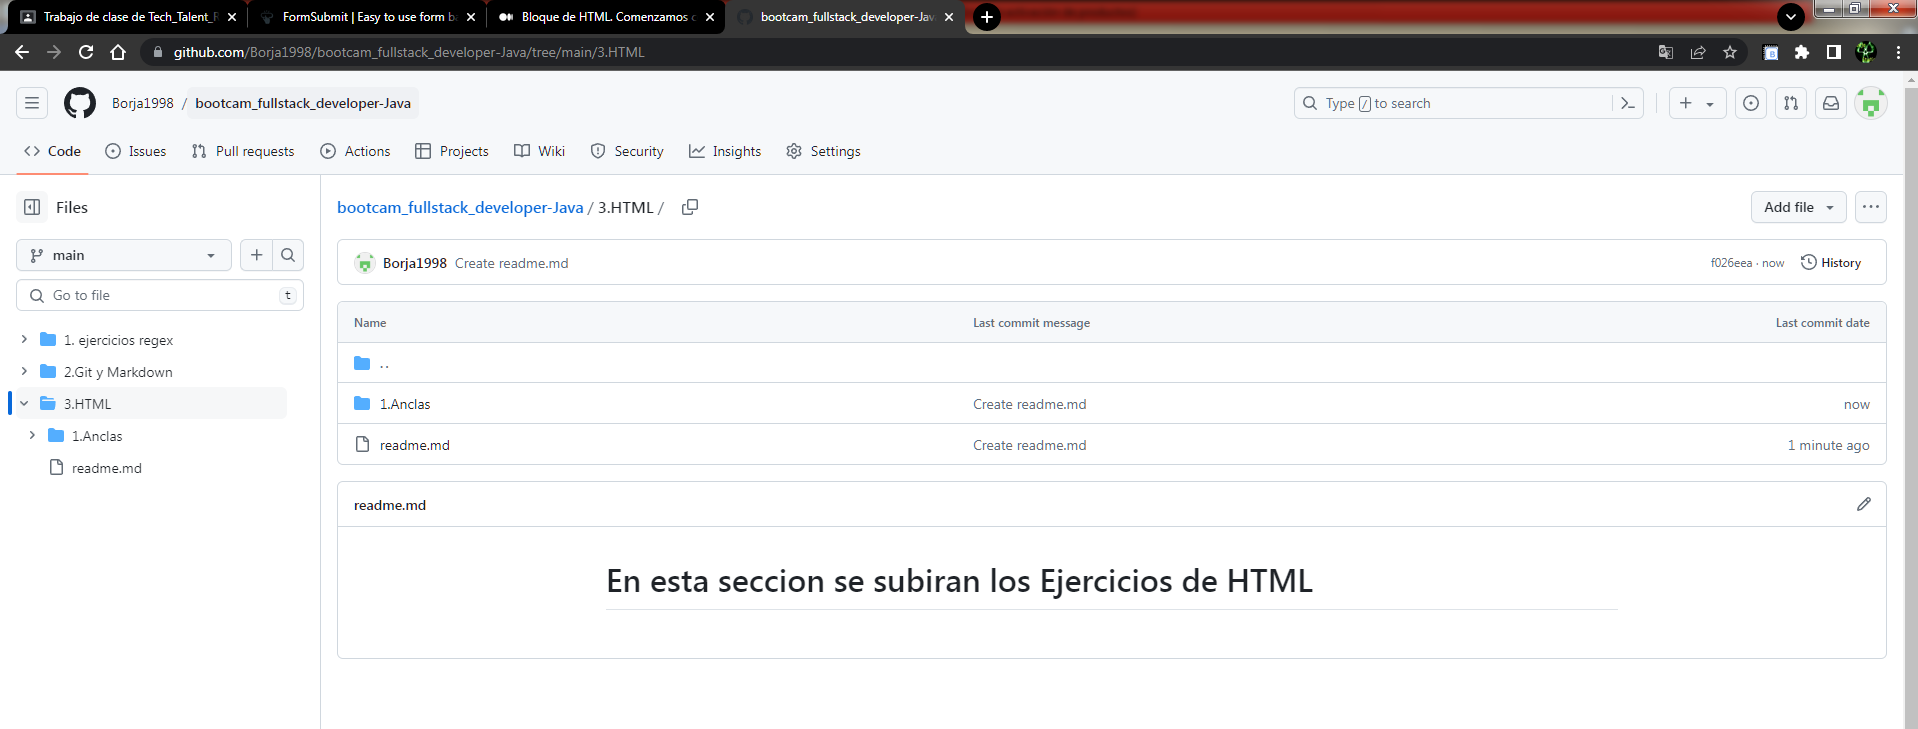 Trabajo de clase de Tech_Talent_F
FormSubmit | Easy to use form ba
Bloque de HTML. Comenzamos c
bootcam_fullstack_developer-Java
github.com/Borja1998/bootcam_fullstack_developer-Java/tree/main/3.HTML
Borja1998 / bootcam_fullstack_developer-Java
Type / to search
Code Issues Pull requests Actions Projects Wiki Security Insights Settings
Files
bootcam_fullstack_developer-Java / 3.HTML /
Add file
main
Borja1998 Create readme.md
f026eea · now History
Go to file t
Name Last commit message Last commit date
1. ejercicios regex
..
2.Git y Markdown
3.HTML
1.Anclas Create readme.md now
1.Anclas
readme.md Create readme.md 1 minute ago
readme.md
readme.md
En esta seccion se subiran los Ejercicios de HTML